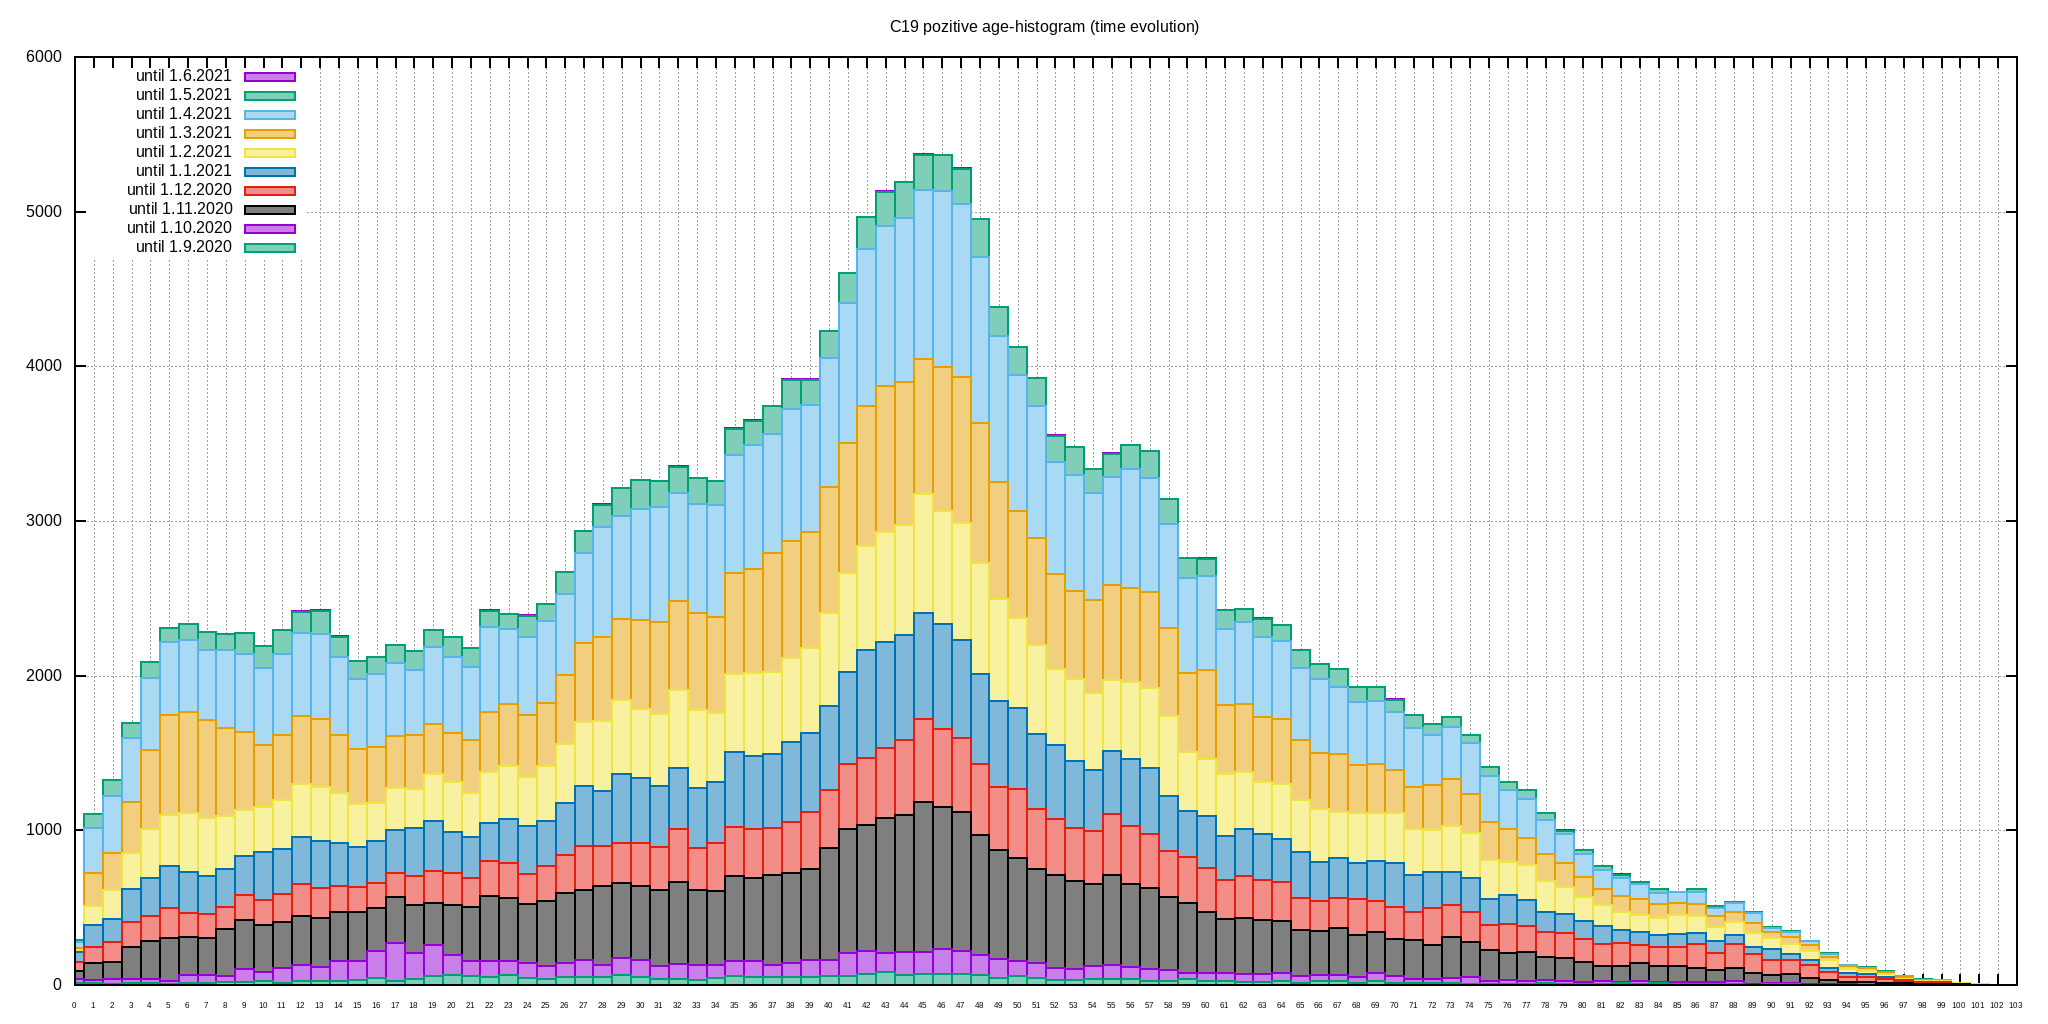 C19 pozitive age-histogram (time evolution)
6000
5000
4000
3000
2000
1000
0
until 1.6.2021
until 1.5.2021
until 1.4.2021
until 1.3.2021
until 1.2.2021
until 1.1.2021
until 1.12.2020
until 1.11.2020
until 1.10.2020
until 1.9.2020
0 1 2 3 4 5 6 7 8 9 10 11 12 13 14 15 16 17 18 19 20 21 22 23 24 25 26 27 28 29 30 31 32 33 34 35 36 37 38 39 40 41 42 43 44 45 46 47 48 49 50 51 52 53 54 55 56 57 58 59 60 61 62 63 64 65 66 67 68 69 70 71 72 73 74 75 76 77 78 79 80 81 82 83 84 85 86 87 88 89 90 91 92 93 94 95 96 97 98 99 100 101 102 103